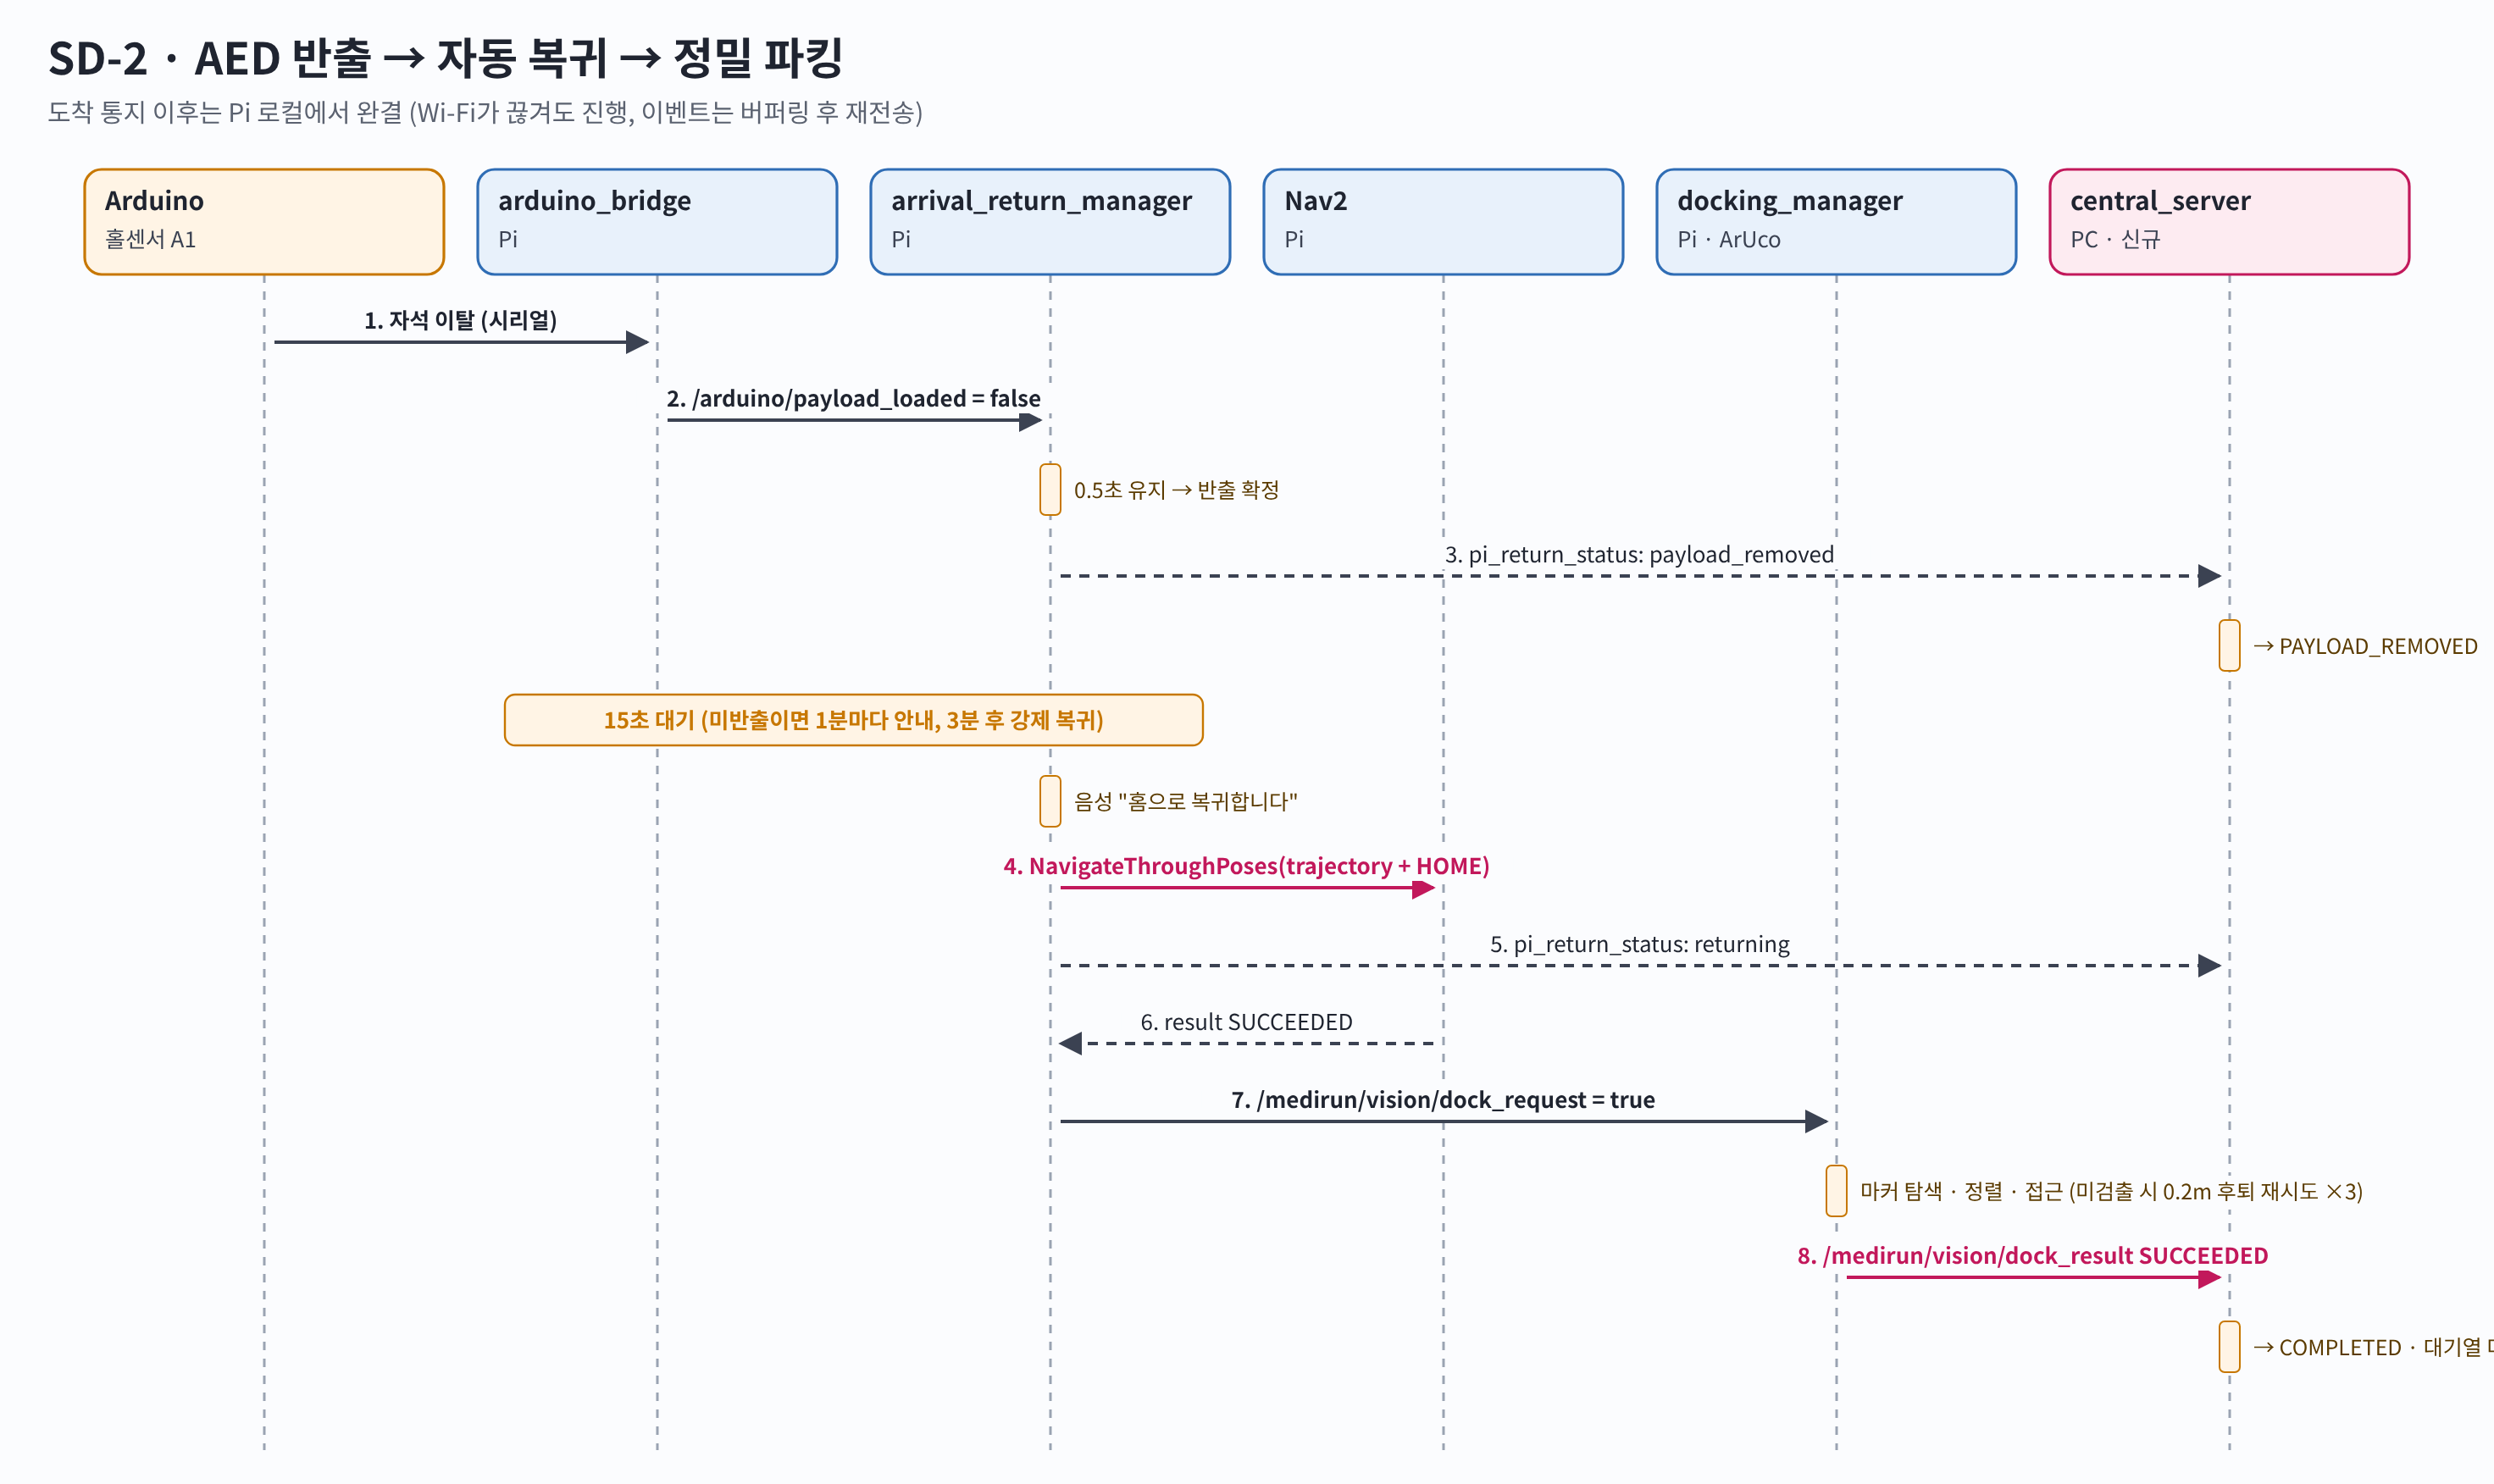 SD-2 · AED 반출 → 자동 복귀 → 정밀 파킹
도착 통지 이후는 Pi 로컬에서 완결 (Wi-Fi가 끊겨도 진행, 이벤트는 버퍼링 후 재전송)
Arduino
홀센서 A1
arduino_bridge
Pi
arrival_return_manager
Pi
Nav2
Pi
docking_manager
Pi · ArUco
central_server
PC · 신규
1. 자석 이탈 (시리얼)
2. /arduino/payload_loaded = false
0.5초 유지 → 반출 확정
3. pi_return_status: payload_removed
→ PAYLOAD_REMOVED
15초 대기 (미반출이면 1분마다 안내, 3분 후 강제 복귀)
음성 "홈으로 복귀합니다"
4. NavigateThroughPoses(trajectory + HOME)
5. pi_return_status: returning
6. result SUCCEEDED
7. /medirun/vision/dock_request = true
마커 탐색 · 정렬 · 접근 (미검출 시 0.2m 후퇴 재시도 ×3)
8. /medirun/vision/dock_result SUCCEEDED
→ COMPLETED · 대기열